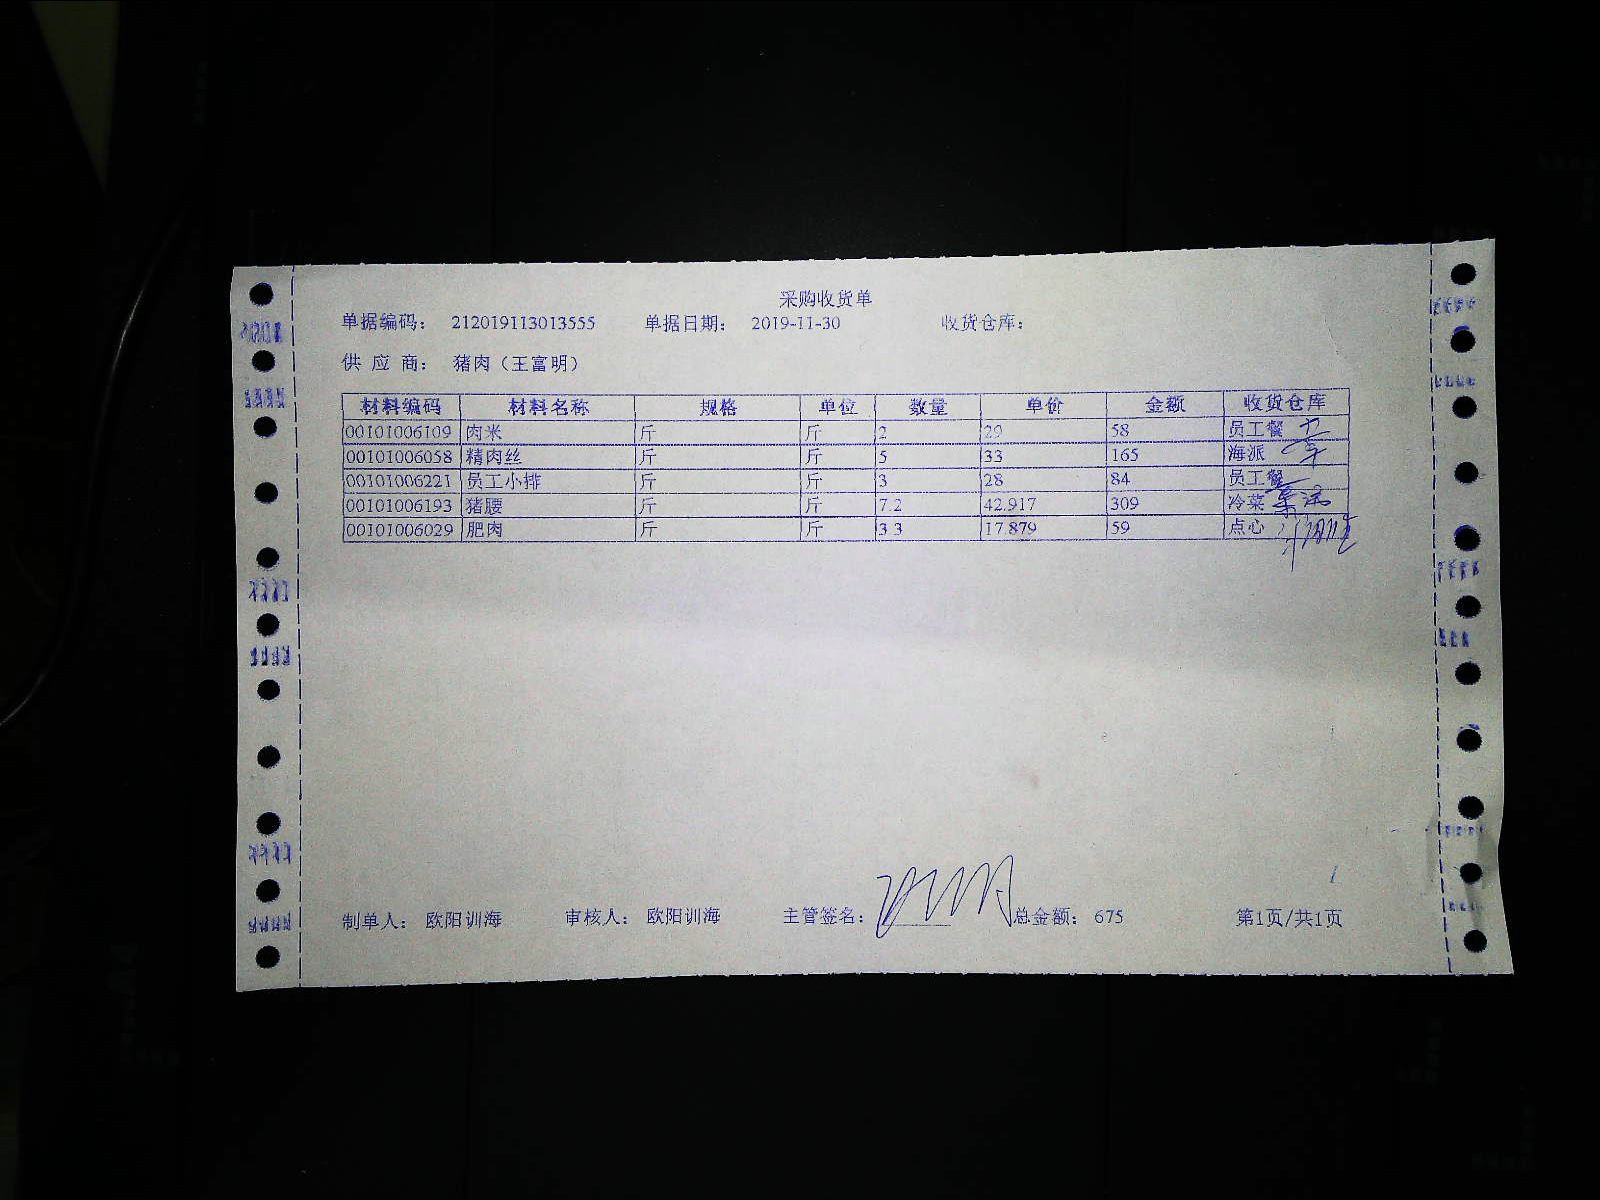 采购收货单
单据编码： 212019113013555 单据日期： 2019-11-30 收货仓库：
供 应 商： 猪肉（王富明）
材料编码 材料名称 规格 单位 数量 单价 金额 收货仓库
00101006109 肉米 斤 斤 2 29 58 员工餐
00101006058 精肉丝 斤 斤 5 33 165 海派
00101006221 员工小排 斤 斤 3 28 84 员工餐
00101006193 猪腰 斤 斤 7.2 42.917 309 冷菜
00101006029 肥肉 斤 斤 3.3 17.879 59 点心
制单人： 欧阳训海 审核人： 欧阳训海 主管签名： 总金额： 675 第1页/共1页